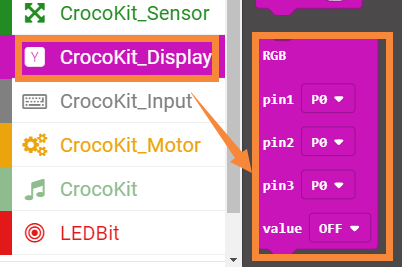 CrocoKit_Sensor
Y CrocoKit_Display
CrocoKit_Input
CrocoKit_Motor
CrocoKit
LEDBit
RGB
pin1 P0
pin2 P0
pin3 P0
value OFF